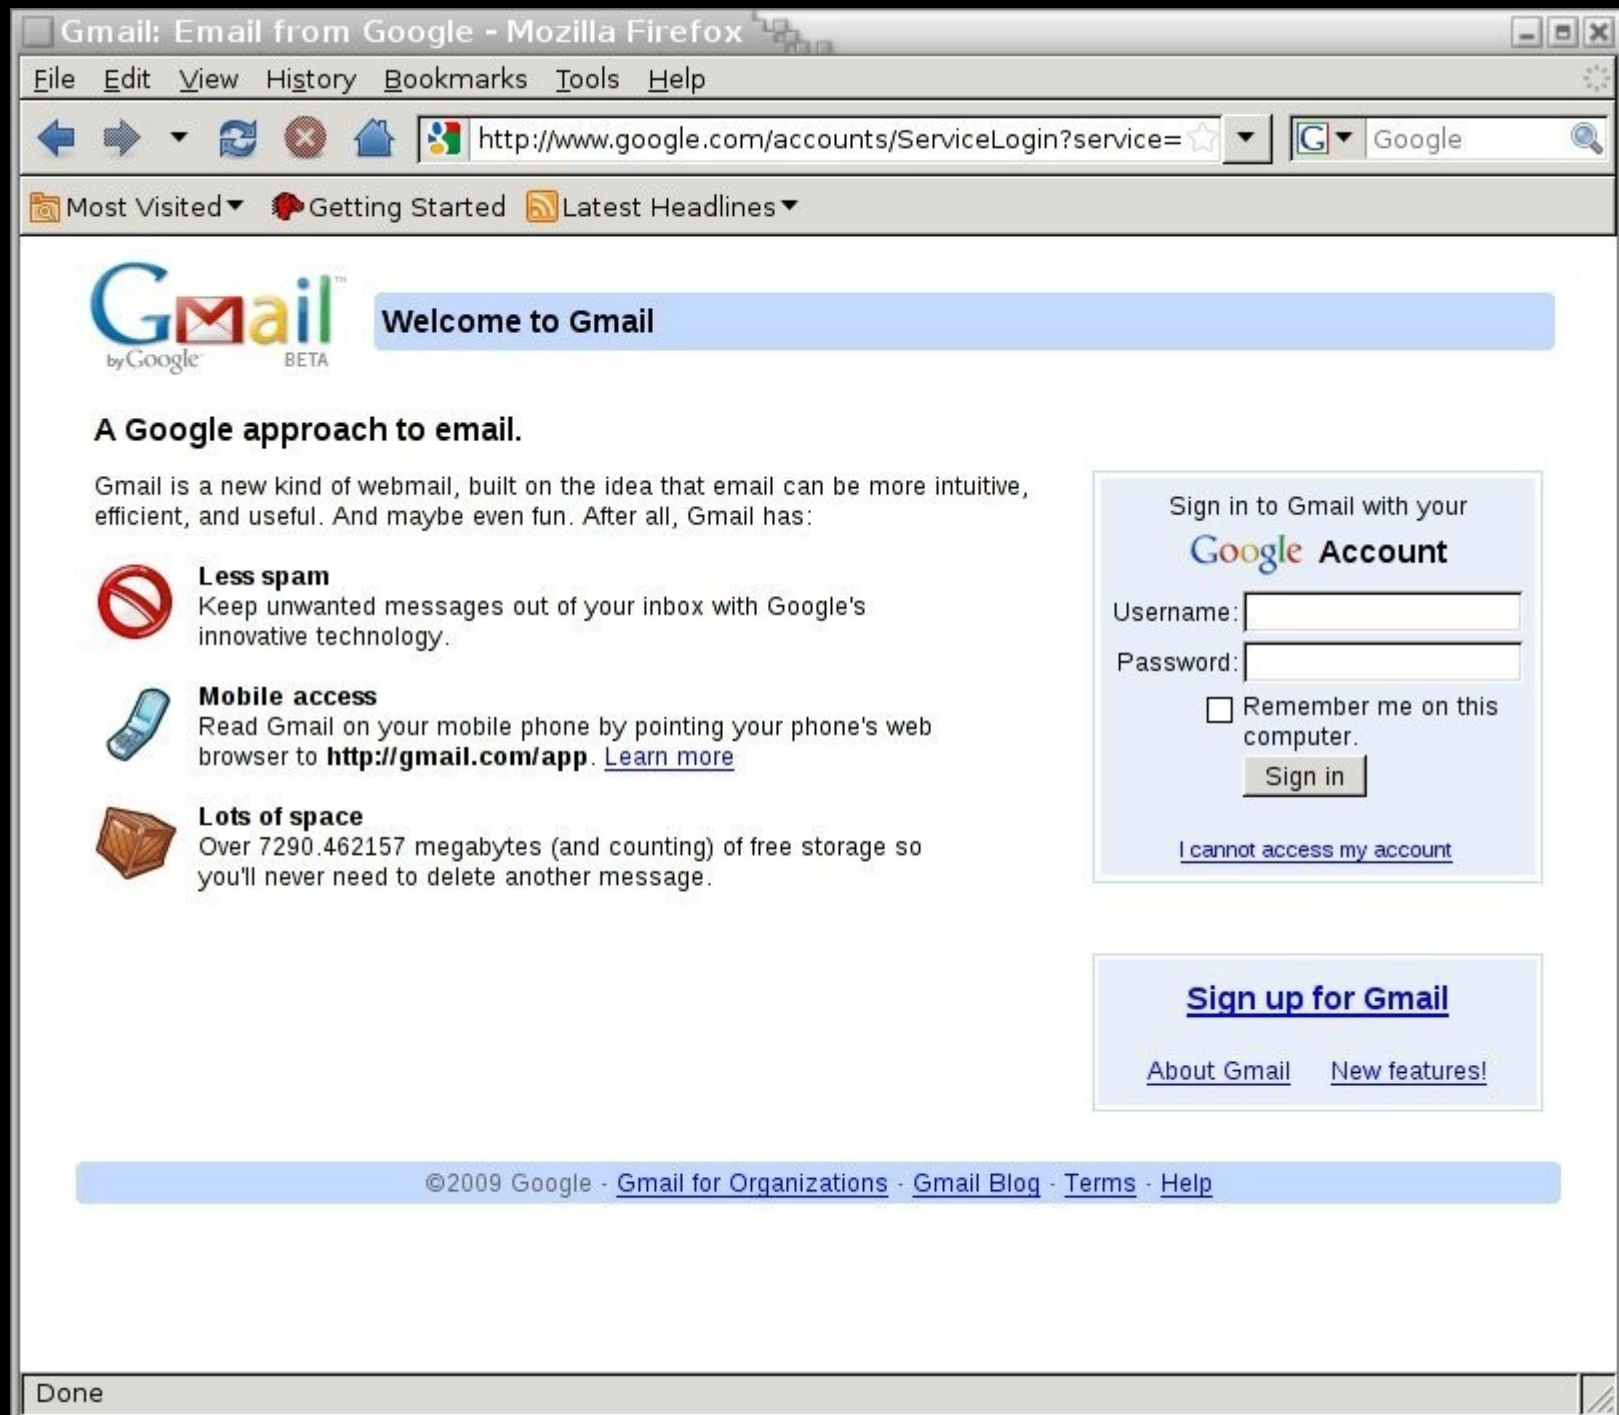 Gmail: Email from Google - Mozilla Firefox
File Edit View History Bookmarks Tools Help
http://www.google.com/accounts/ServiceLogin?service= G Google
Most Visited Getting Started Latest Headlines
Gmail™
by Google BETA
Welcome to Gmail
A Google approach to email.
Gmail is a new kind of webmail, built on the idea that email can be more intuitive,
efficient, and useful. And maybe even fun. After all, Gmail has:
Less spam
Keep unwanted messages out of your inbox with Google's
innovative technology.
Mobile access
Read Gmail on your mobile phone by pointing your phone's web
browser to http://gmail.com/app. Learn more
Lots of space
Over 7290.462157 megabytes (and counting) of free storage so
you'll never need to delete another message.
Sign in to Gmail with your
Google Account
Username:
Password:
Remember me on this
computer.
Sign in
I cannot access my account
Sign up for Gmail
About Gmail New features!
©2009 Google - Gmail for Organizations - Gmail Blog - Terms - Help
Done